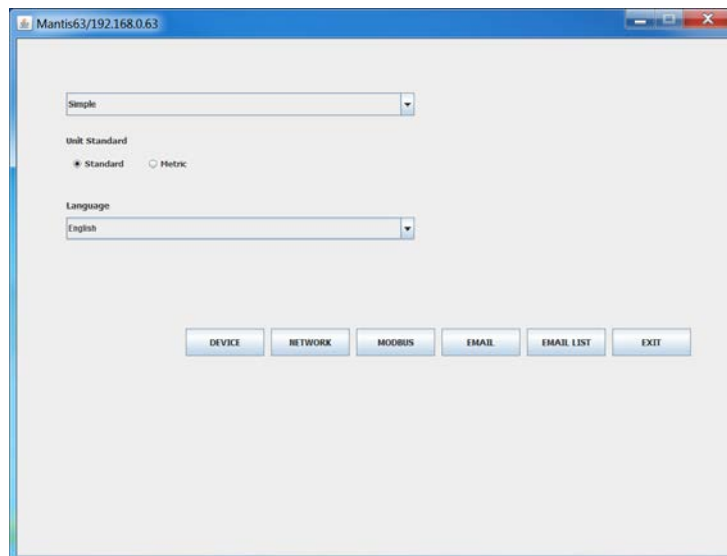 Mantis63/192.168.0.63
Simple
Unit Standard
Standard Metric
Language
English
DEVICE NETWORK MODBUS EMAIL EMAIL LIST EXIT